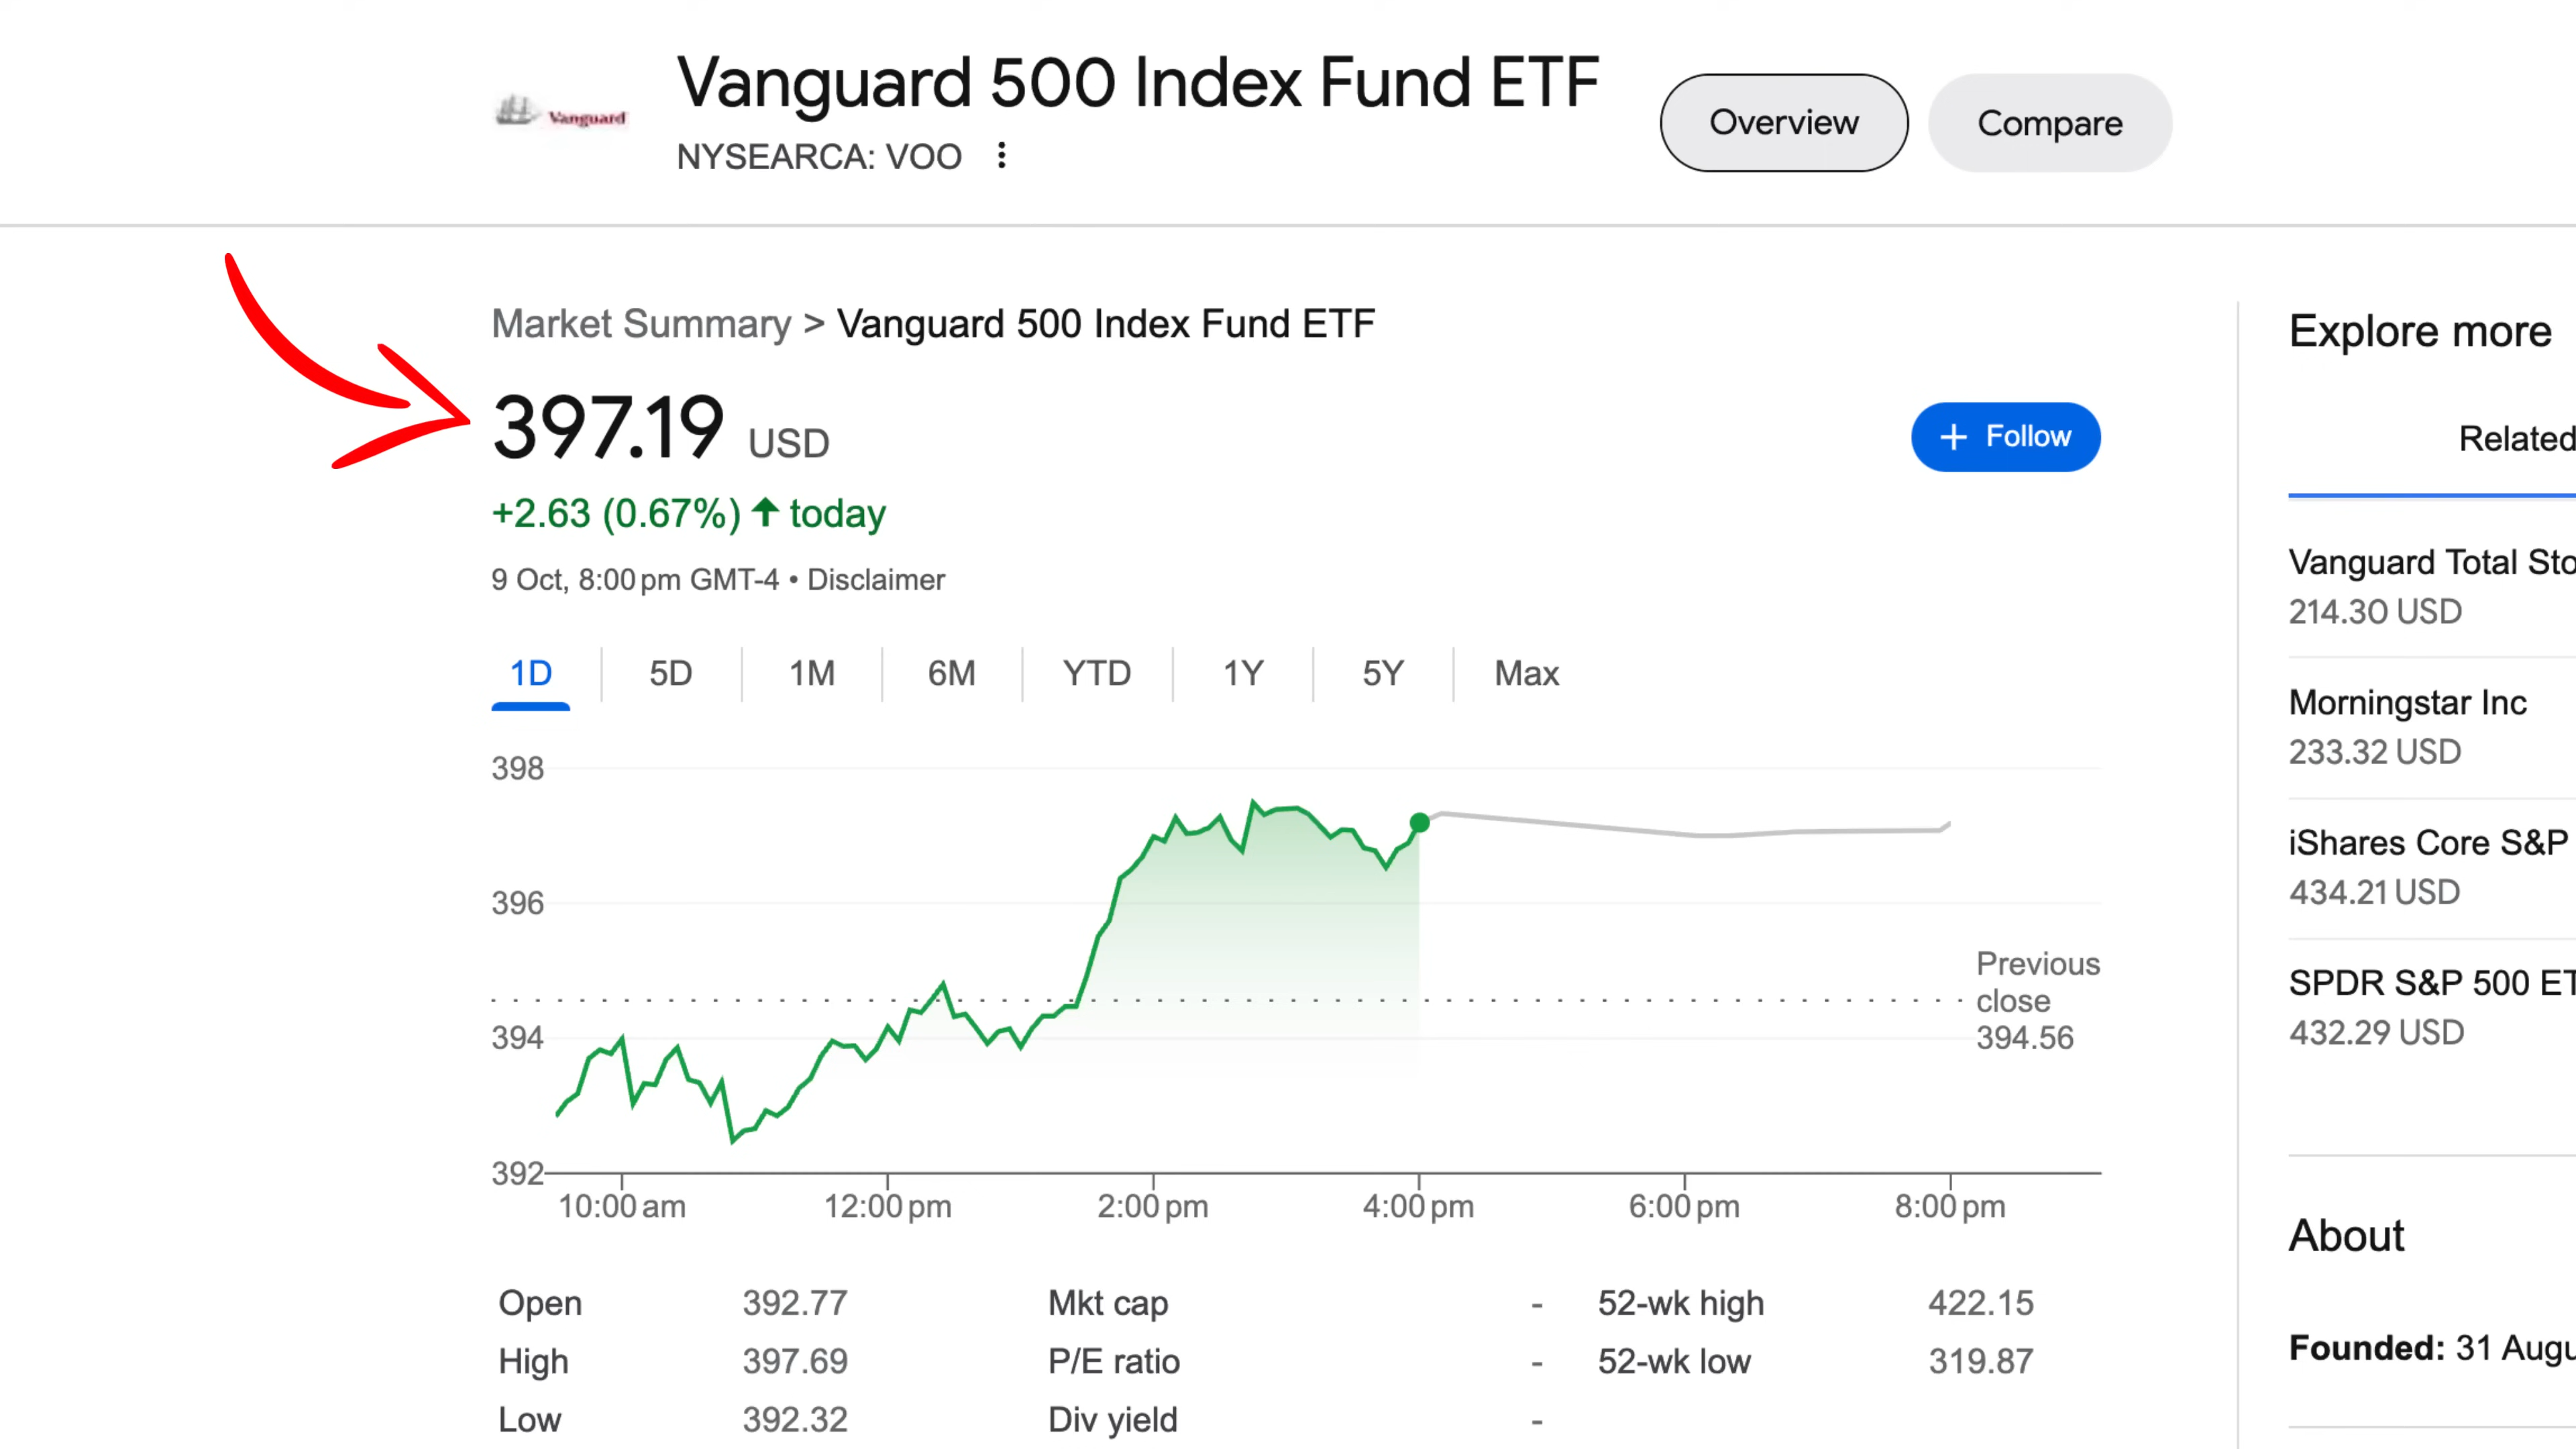 Vanguard
Vanguard 500 Index Fund ETF
NYSEARCA: VOO
Overview
Compare
Market Summary > Vanguard 500 Index Fund ETF
397.19 USD
+ Follow
+2.63 (0.67%) ↑ today
9 Oct, 8:00 pm GMT-4 • Disclaimer
1D 5D 1M 6M YTD 1Y 5Y Max
398
396
394
392
Previous
close
394.56
10:00 am 12:00 pm 2:00 pm 4:00 pm 6:00 pm 8:00 pm
Open 392.77 Mkt cap - 52-wk high 422.15
High 397.69 P/E ratio - 52-wk low 319.87
Low 392.32 Div yield -
Explore more
Related
Vanguard Total Sto
214.30 USD
Morningstar Inc
233.32 USD
iShares Core S&P
434.21 USD
SPDR S&P 500 ET
432.29 USD
About
Founded: 31 Augu